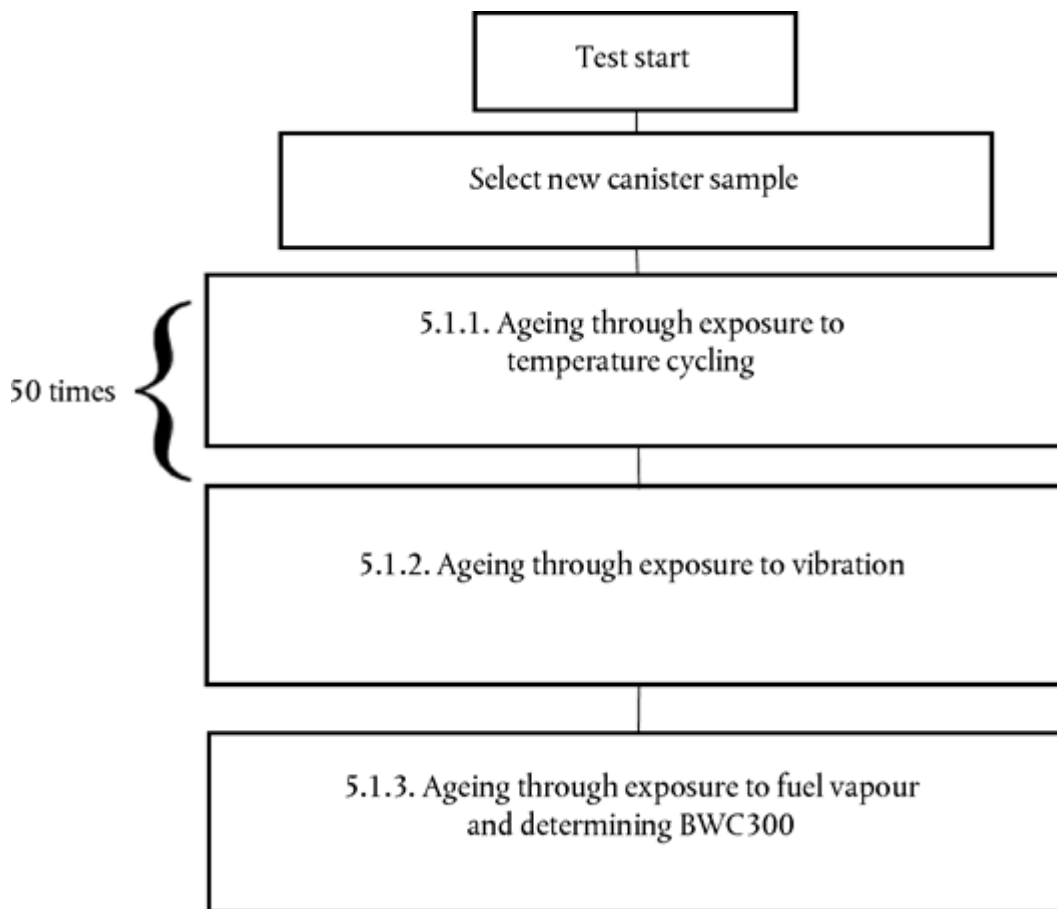 Test start
Select new canister sample
5.1.1. Ageing through exposure to
temperature cycling
50 times
5.1.2. Ageing through exposure to vibration
5.1.3. Ageing through exposure to fuel vapour
and determining BWC300